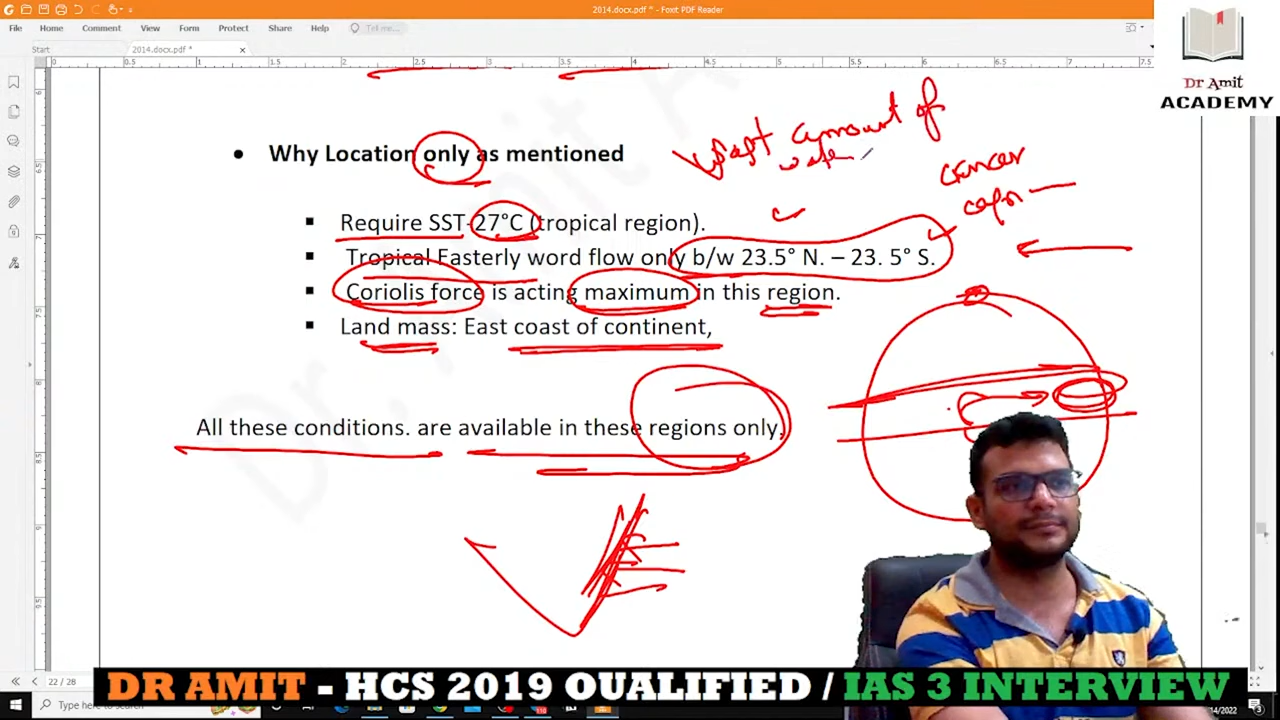 2014.docx.pdf * - Foxit PDF Reader
File Home Comment View Form Protect Share Help Tell me...
Start 2014.docx.pdf *
Dr Amit
ACADEMY
Vast amount of
water
cancer
• Why Location only as mentioned
▪ Require SST-27°C (tropical region).
▪ Tropical Easterly word flow only b/w 23.5° N. – 23. 5° S.
▪ Coriolis force is acting maximum in this region.
▪ Land mass: East coast of continent,
All these conditions. are available in these regions only,
22 / 28
DR AMIT - HCS 2019 QUALIFIED / IAS 3 INTERVIEW
Type here to search